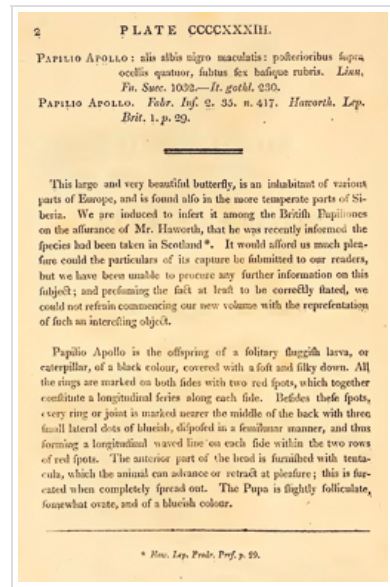 2 PLATE CCCCXXXIII.
PAPILIO APOLLO: alis albis nigro maculatis: poſterioribus ſupra
ocellis quatuor, ſubtus ſex baſique rubris. Linn.
Fn. Suec. 1032.—It. gothl. 230.
PAPILIO APOLLO. Fabr. Inſ. 2. 35. n. 417. Haworth. Lep.
Brit. 1. p. 29.
This large and very beautiful butterfly, is an inhabitant of various
parts of Europe, and is found alſo in the more temperate parts of Si-
beria. We are induced to inſert it among the Britiſh Papiliones
on the aſſurance of Mr. Haworth, that he was recently informed the
ſpecies had been taken in Scotland*. It would afford us much plea-
ſure could the particulars of its capture be ſubmitted to our readers,
but we have been unable to procure any further information on this
ſubject; and preſuming the fact at leaſt to be correctly ſtated, we
could not refrain commencing our new volume with the repreſentation
of ſuch an intereſting object.
Papilio Apollo is the offspring of a ſolitary ſluggiſh larva, or
caterpillar, of a black colour, covered with a ſoft and ſilky down. All
the rings are marked on both ſides with two red ſpots, which together
conſtitute a longitudinal ſeries along each ſide. Beſides theſe ſpots,
every ring or joint is marked nearer the middle of the back with three
ſmall lateral dots of blueiſh, diſpoſed in a ſemilunar manner, and thus
forming a longitudinal waved line on each ſide within the two rows
of red ſpots. The anterior part of the head is furniſhed with tenta-
cula, which the animal can advance or retract at pleaſure; this is fur-
cated when completely ſpread out. The Pupa is ſlightly folliculate,
ſomewhat ovate, and of a blueiſh colour.
* Haw. Lep. Prodr. Pref. p. 29.